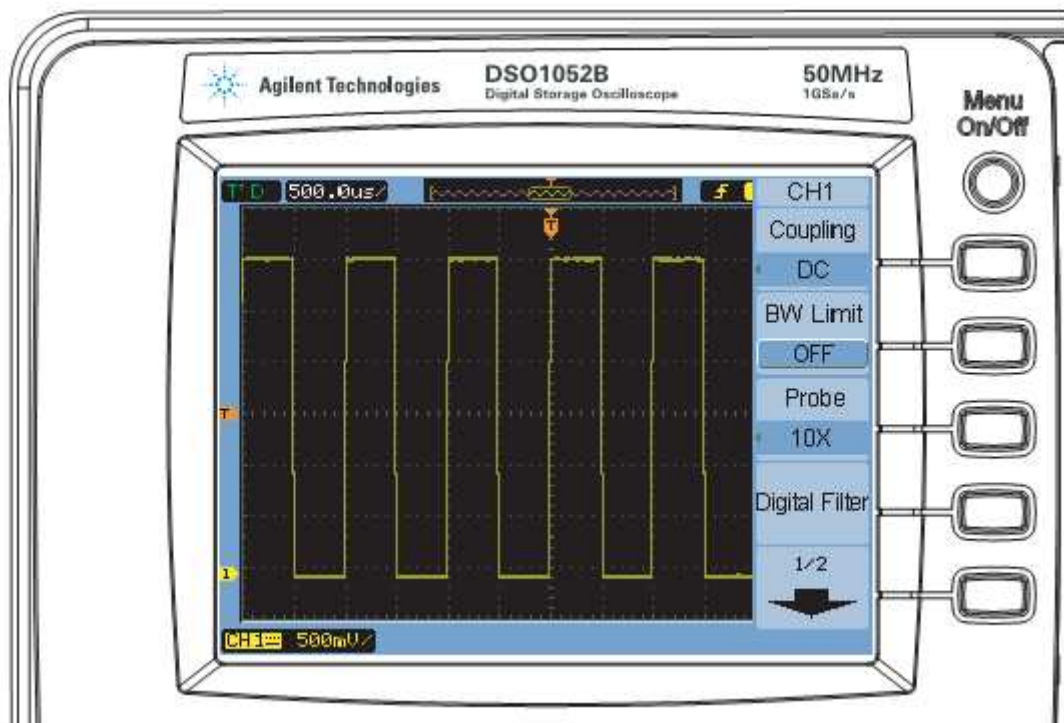 Agilent Technologies
DSO1052B
Digital Storage Oscilloscope
50MHz
1GSa/s
Menu
On/Off
T'D
500.0us/
T
CH1
Coupling
DC
BW Limit
OFF
Probe
T
10X
Digital Filter
1/2
1
CH1 500mV/